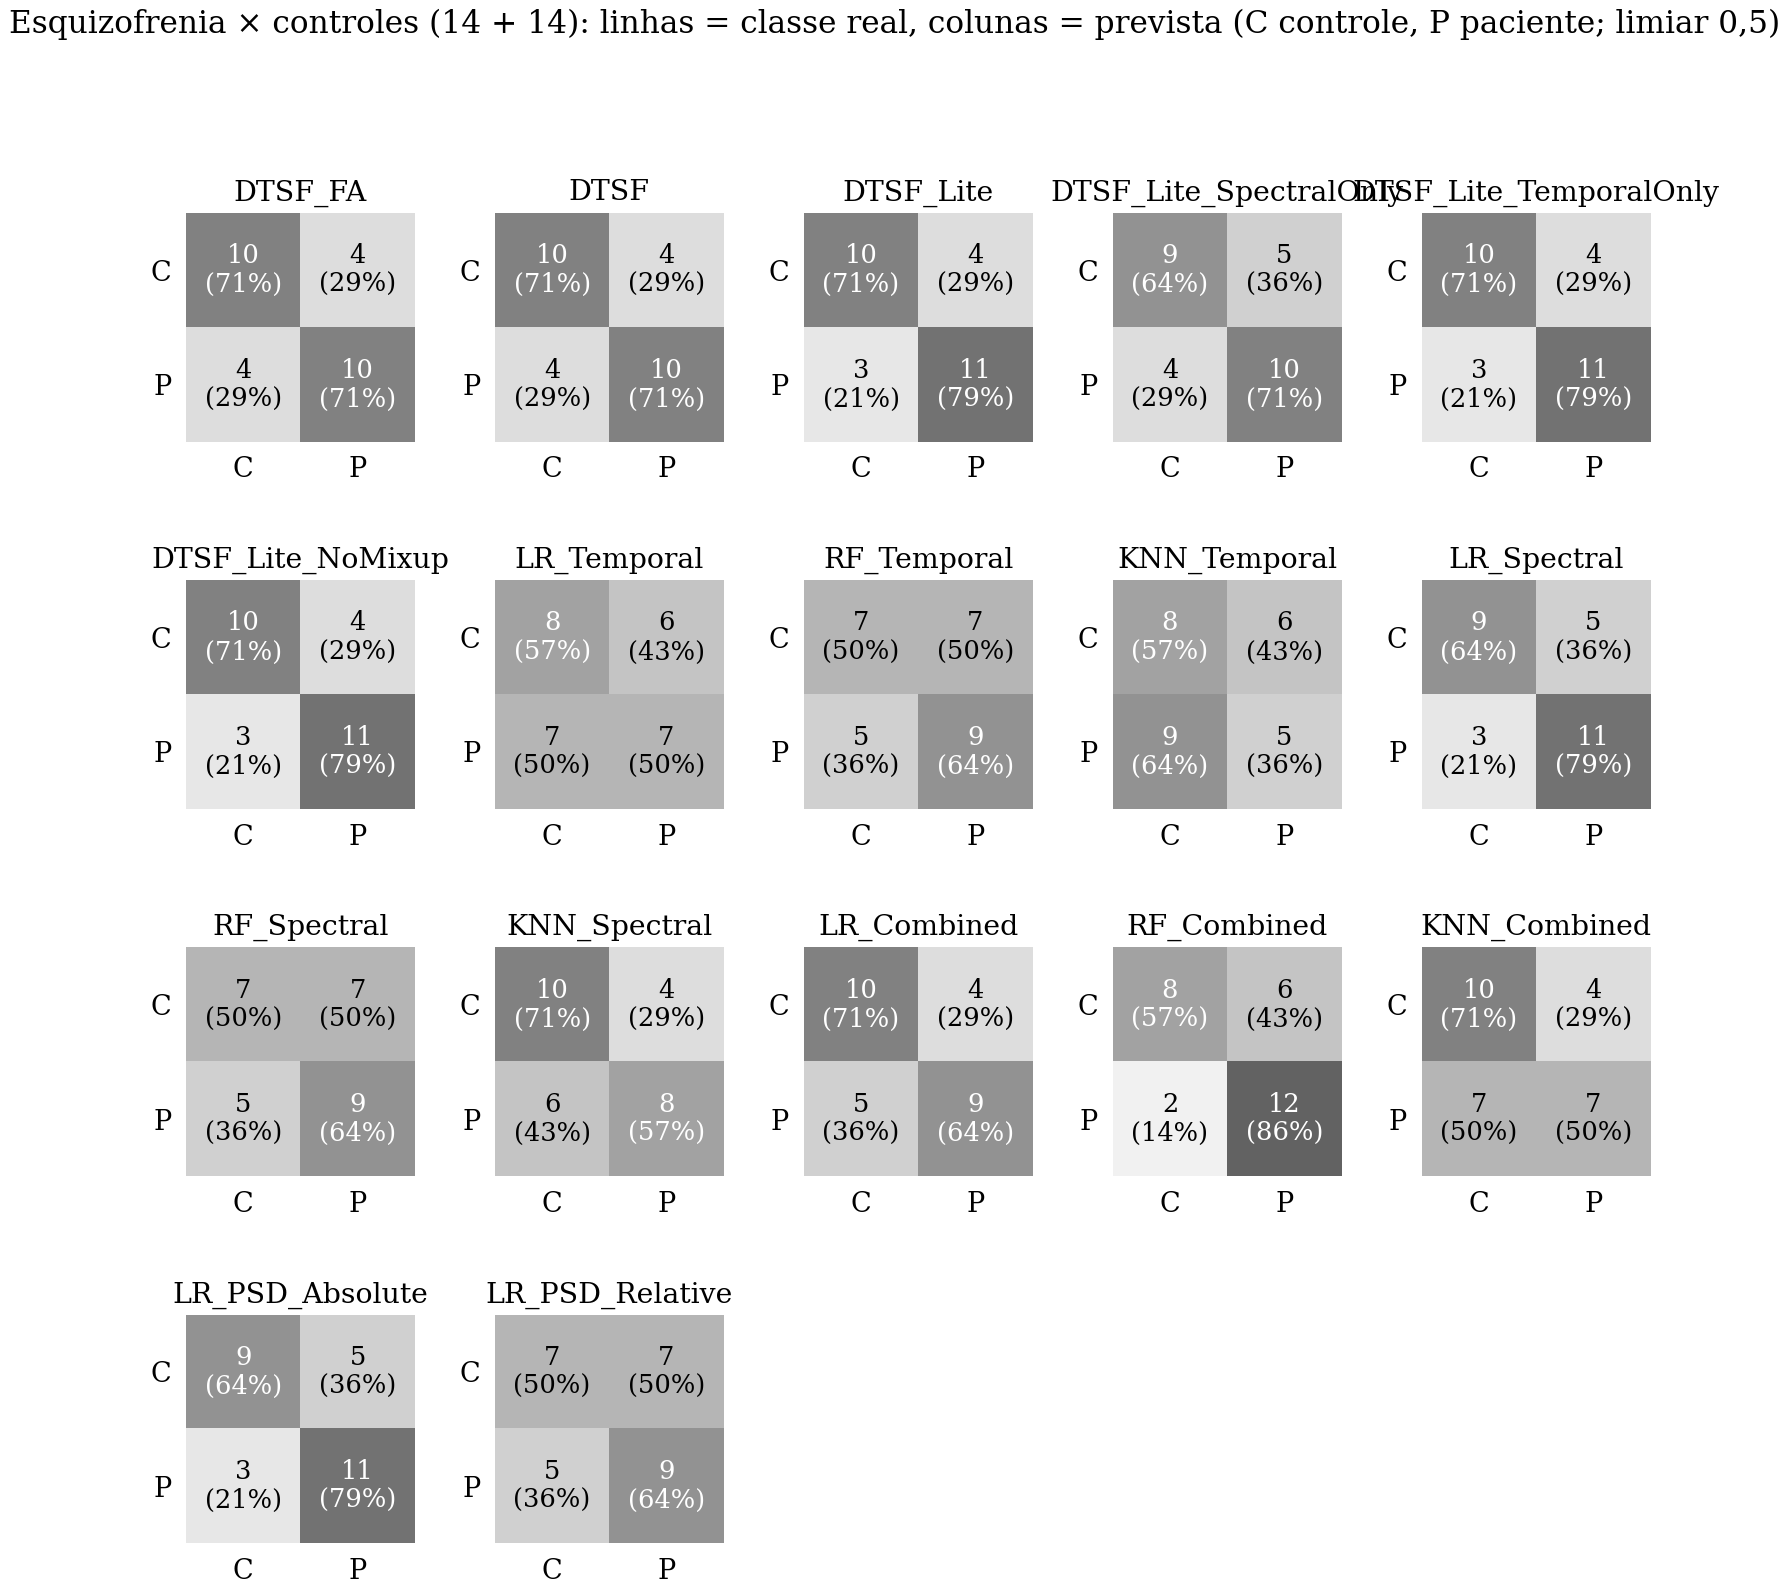 Esquizofrenia × controles (14 + 14): linhas = classe real, colunas = prevista (C controle, P paciente; limiar 0,5)
DTSF_FA DTSF DTSF_Lite DTSF_Lite_SpectralOnly DTSF_Lite_TemporalOnly
10 4 10 4 10 4 9 5 10 4
C (71%) (29%) C (71%) (29%) C (71%) (29%) C (64%) (36%) C (71%) (29%)
4 10 4 10 3 11 4 10 3 11
P (29%) (71%) P (29%) (71%) P (21%) (79%) P (29%) (71%) P (21%) (79%)
C P C P C P C P C P
DTSF_Lite_NoMixup LR_Temporal RF_Temporal KNN_Temporal LR_Spectral
10 4 8 6 7 7 8 6 9 5
C (71%) (29%) C (57%) (43%) C (50%) (50%) C (57%) (43%) C (64%) (36%)
3 11 7 7 5 9 9 5 3 11
P (21%) (79%) P (50%) (50%) P (36%) (64%) P (64%) (36%) P (21%) (79%)
C P C P C P C P C P
RF_Spectral KNN_Spectral LR_Combined RF_Combined KNN_Combined
7 7 10 4 10 4 8 6 10 4
C (50%) (50%) C (71%) (29%) C (71%) (29%) C (57%) (43%) C (71%) (29%)
5 9 6 8 5 9 2 12 7 7
P (36%) (64%) P (43%) (57%) P (36%) (64%) P (14%) (86%) P (50%) (50%)
C P C P C P C P C P
LR_PSD_Absolute LR_PSD_Relative
9 5 7 7
C (64%) (36%) C (50%) (50%)
3 11 5 9
P (21%) (79%) P (36%) (64%)
C P C P